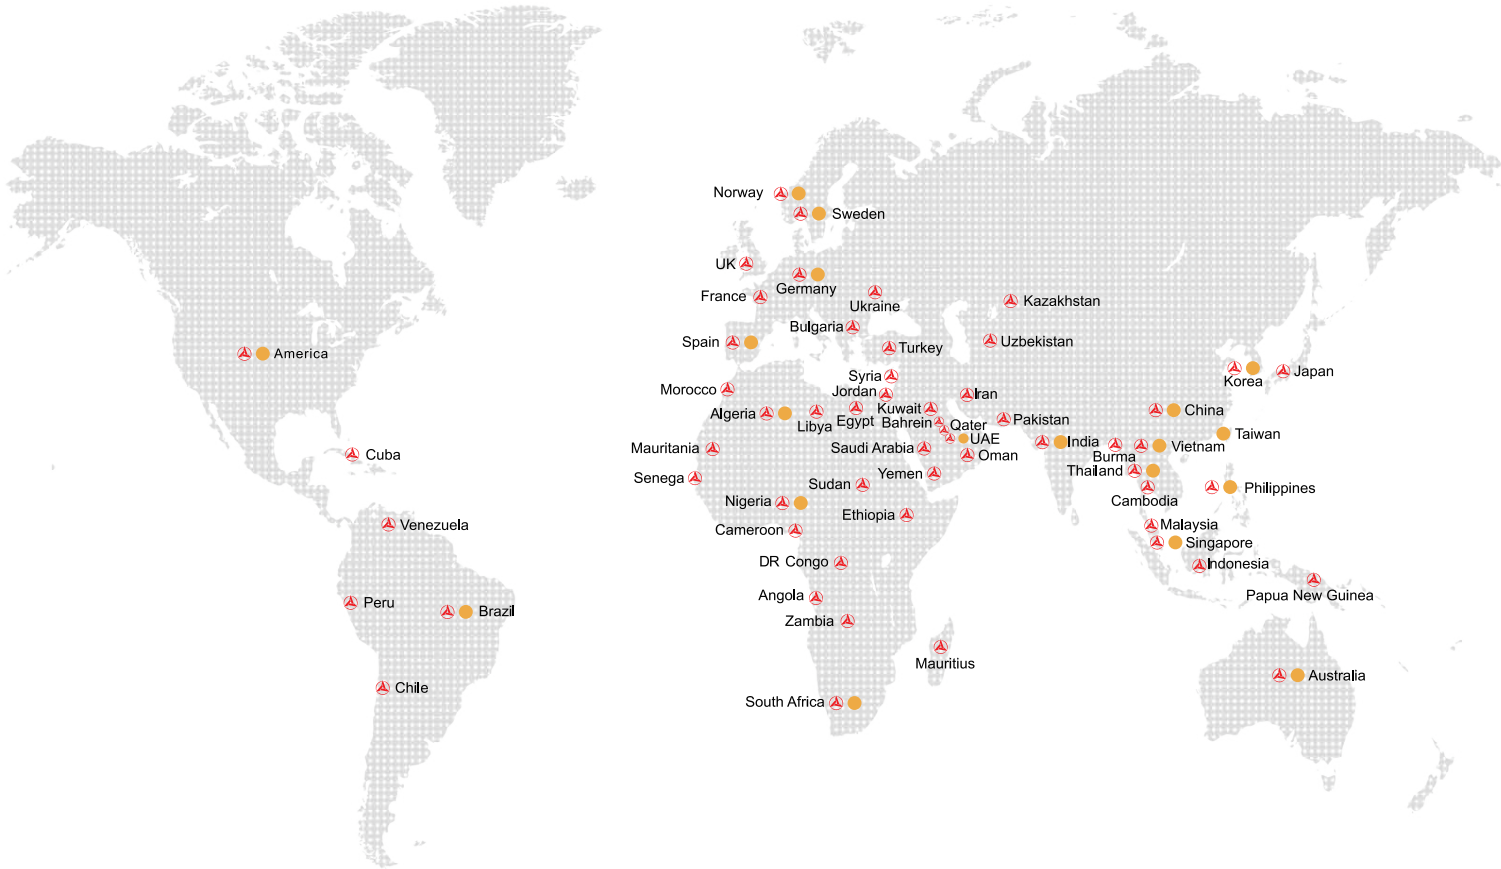 Norway
Sweden
UK
Germany
France
Ukraine
Kazakhstan
Bulgaria
Spain
Turkey
Uzbekistan
America
Syria
Korea
Japan
Morocco
Jordan
Iran
Algeria
Libya
Egypt
Kuwait
Bahrein
Qater
Pakistan
China
UAE
India
Taiwan
Mauritania
Saudi Arabia
Oman
Burma
Vietnam
Cuba
Senega
Sudan
Yemen
Thailand
Cambodia
Philippines
Nigeria
Ethiopia
Venezuela
Cameroon
Malaysia
Singapore
DR Congo
Indonesia
Angola
Papua New Guinea
Peru
Brazil
Zambia
Mauritius
Chile
South Africa
Australia